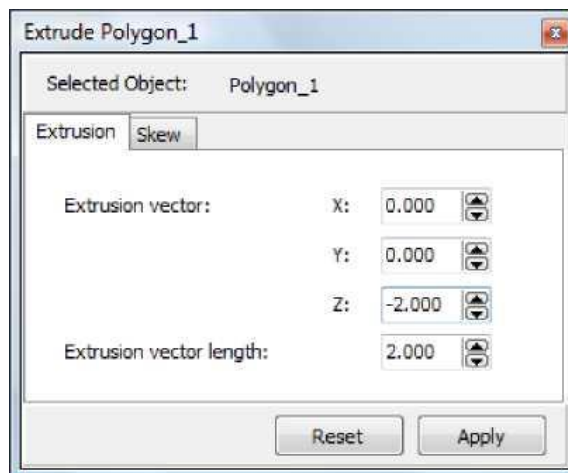 Extrude Polygon_1
Selected Object: Polygon_1
Extrusion Skew
Extrusion vector: X: 0.000
Y: 0.000
Z: -2.000
Extrusion vector length: 2.000
Reset Apply